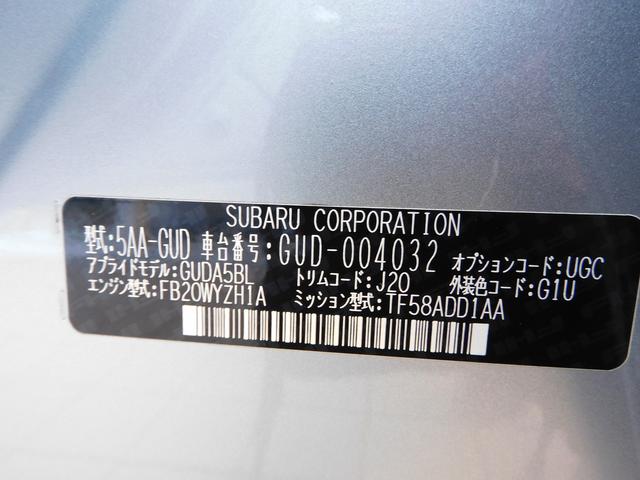 SUBARU CORPORATION
型式:5AA-GUD 車台番号:GUD-004032 オプションコード:UGC
アプライドモデル:GUDA5BL トリムコード:J20 外装色コード:G1U
エンジン型式:FB20WYZH1A ミッション型式:TF58ADD1AA